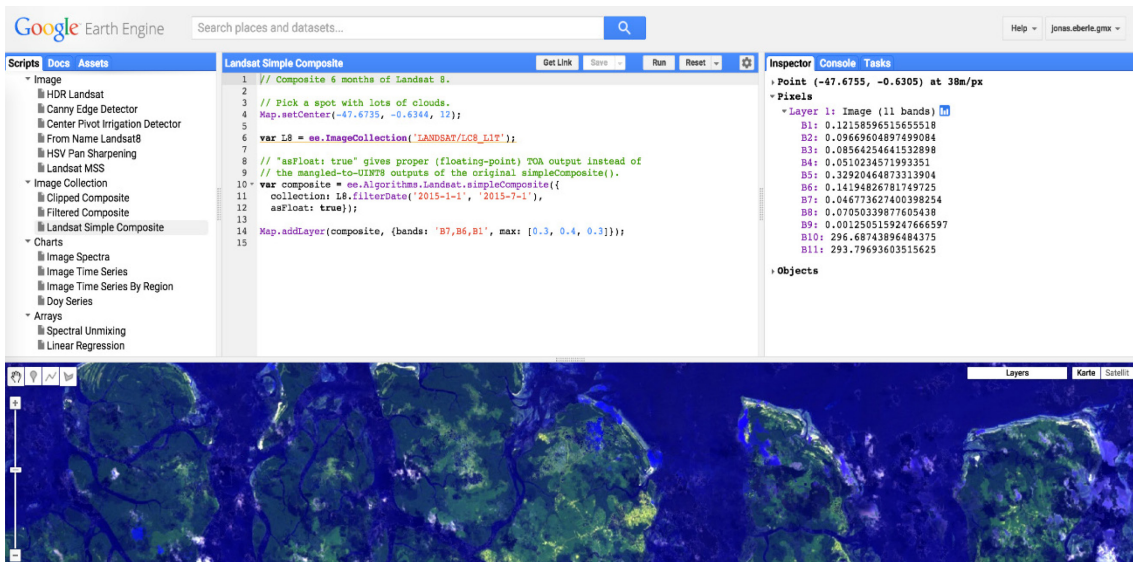 Google Earth Engine
Search places and datasets...
Help
jonas.eberle.gmx
Scripts Docs Assets
Image
HDR Landsat
Canny Edge Detector
Center Pivot Irrigation Detector
From Name Landsat8
HSV Pan Sharpening
Landsat MSS
Image Collection
Clipped Composite
Filtered Composite
Landsat Simple Composite
Charts
Image Spectra
Image Time Series
Image Time Series By Region
Doy Series
Arrays
Spectral Unmixing
Linear Regression
Landsat Simple Composite
Get Link Save Run Reset
1 // Composite 6 months of Landsat 8.
2
3 // Pick a spot with lots of clouds.
4 Map.setCenter(-47.6735, -0.6344, 12);
5
6 var L8 = ee.ImageCollection('LANDSAT/LC8_L1T');
7
8 // "asFloat: true" gives proper (floating-point) TOA output instead of
9 // the mangled-to-UINT8 outputs of the original simpleComposite().
10 var composite = ee.Algorithms.Landsat.simpleComposite({
11 collection: L8.filterDate('2015-1-1', '2015-7-1'),
12 asFloat: true});
13
14 Map.addLayer(composite, {bands: 'B7,B6,B1', max: [0.3, 0.4, 0.3]});
15
Inspector Console Tasks
Point (-47.6755, -0.6305) at 38m/px
Pixels
Layer 1: Image (11 bands)
B1: 0.12158596515655518
B2: 0.09669604897499084
B3: 0.08564254641532898
B4: 0.0510234571993351
B5: 0.32920464873313904
B6: 0.14194826781749725
B7: 0.046773627400398254
B8: 0.07050339877605438
B9: 0.0012505159247666597
B10: 296.68743896484375
B11: 293.79693603515625
Objects
Layers
Karte Satellit